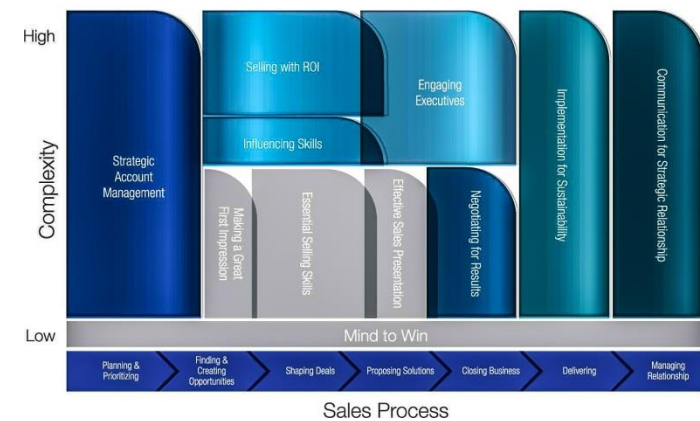 High
Complexity
Low
Strategic
Account
Management
Selling with ROI
Influencing Skills
Engaging
Executives
Making a Great
First Impression
Essential Selling Skills
Effective Sales Presentation
Negotiating for Results
Implementation for Sustainability
Communication for Strategic Relationship
Mind to Win
Planning &
Prioritizing
Finding &
Creating
Opportunities
Shaping Deals
Proposing Solutions
Closing Business
Delivering
Managing
Relationship
Sales Process